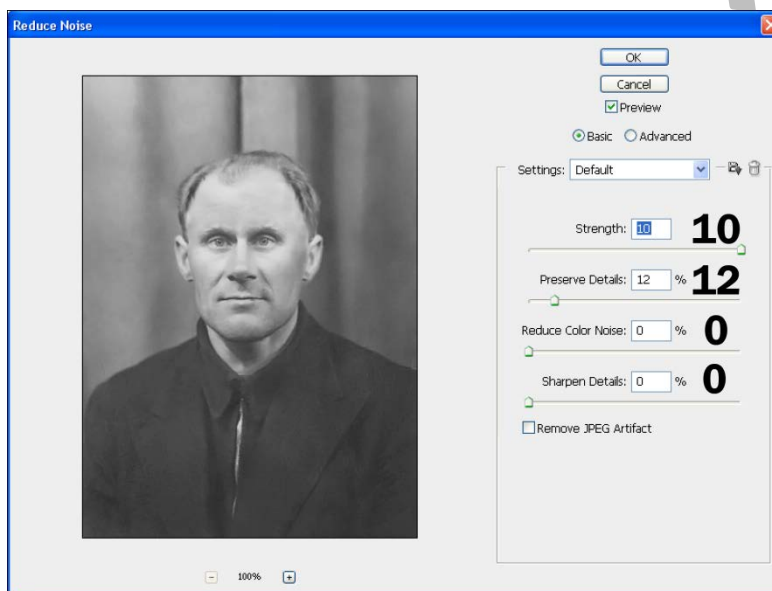 Reduce Noise
OK
Cancel
Preview
Basic Advanced
Settings: Default
Strength: 10 10
Preserve Details: 12 % 12
Reduce Color Noise: 0 % 0
Sharpen Details: 0 % 0
Remove JPEG Artifact
- 100% +